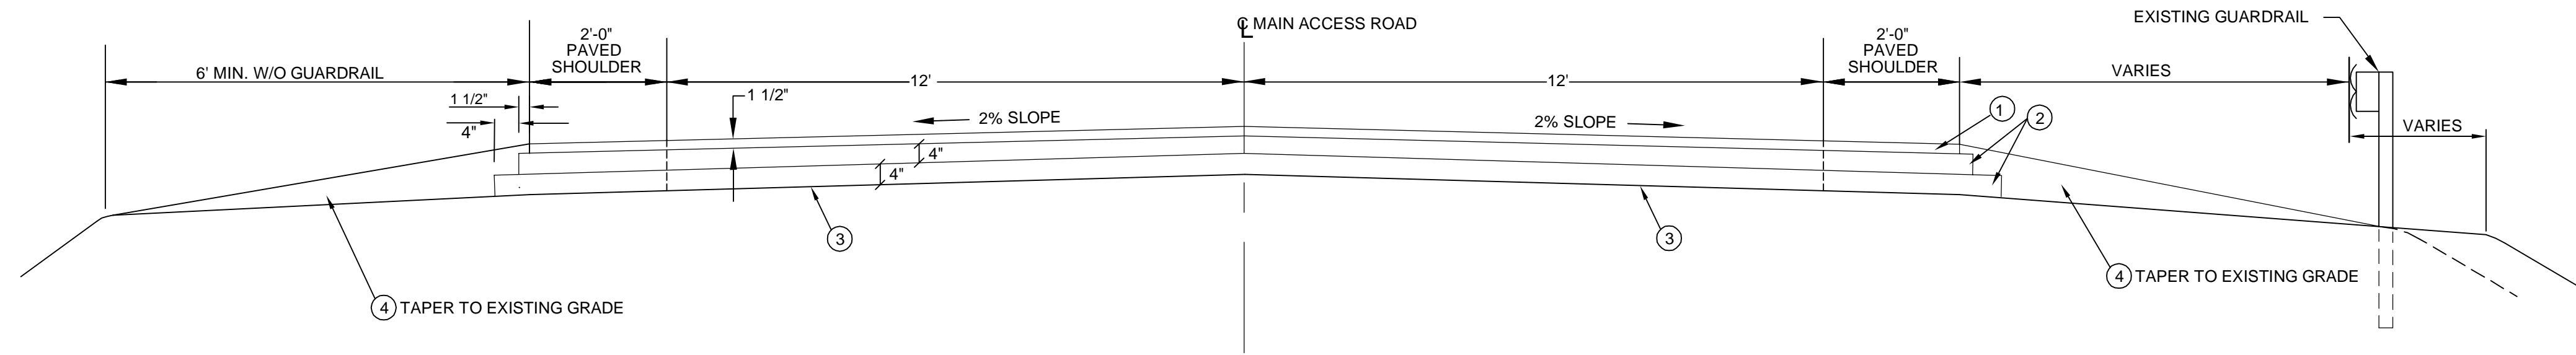 ℄ MAIN ACCESS ROAD
EXISTING GUARDRAIL
2'-0"
PAVED
SHOULDER
2'-0"
PAVED
SHOULDER
6' MIN. W/O GUARDRAIL
12'
12'
VARIES
1 1/2"
1 1/2"
4"
2% SLOPE
2% SLOPE
1
2
VARIES
4"
4"
3
3
4 TAPER TO EXISTING GRADE
4 TAPER TO EXISTING GRADE